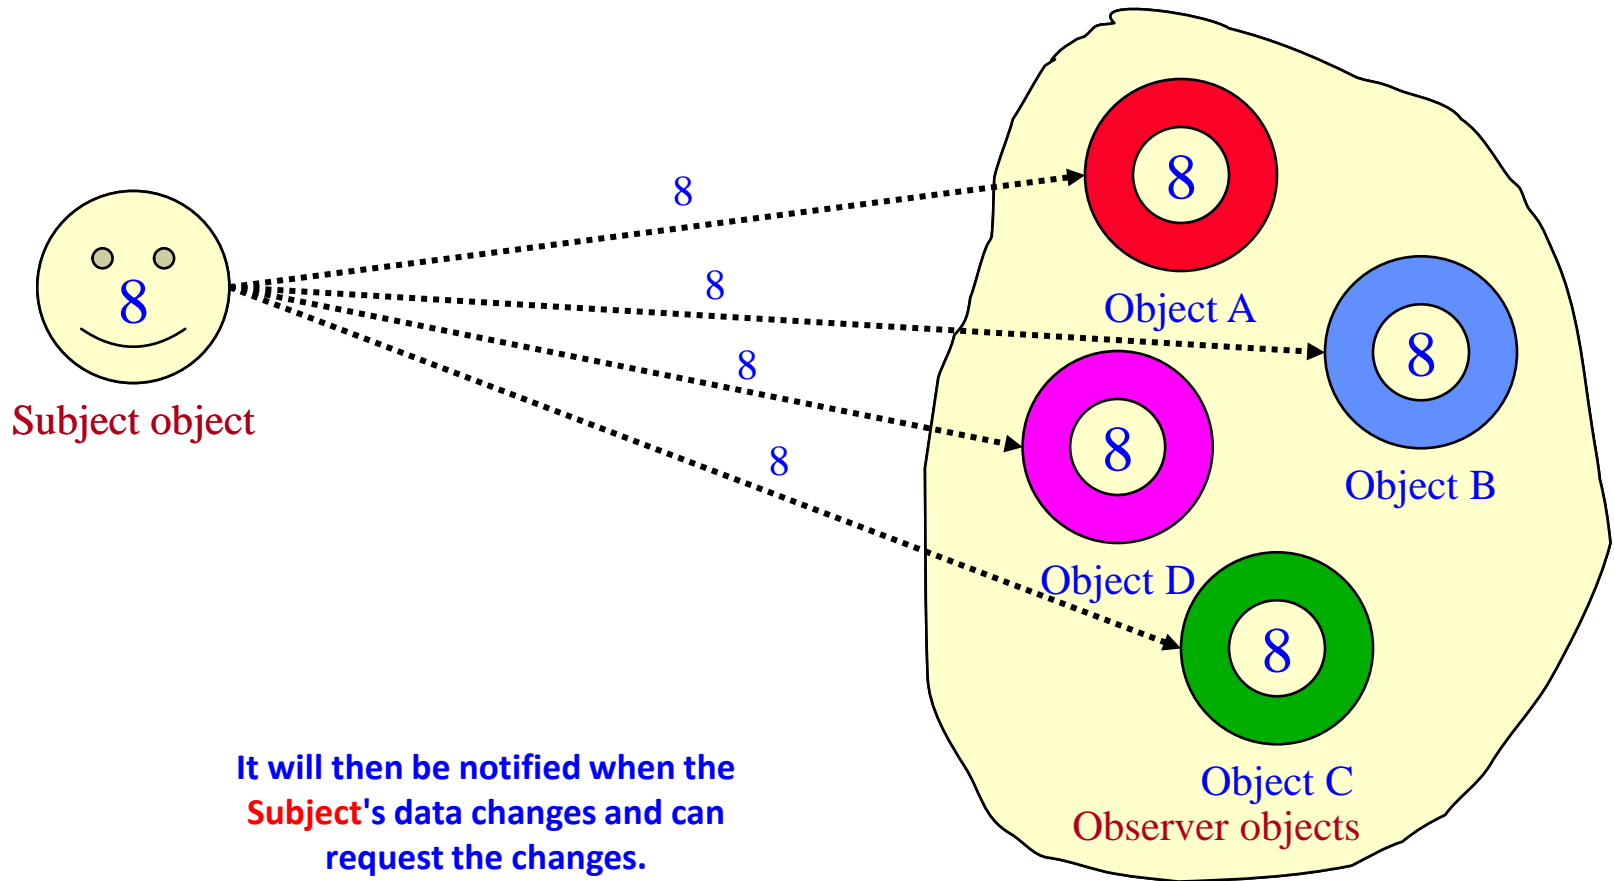 8
8
8
8
8
8
8
8
8
Subject object
Object A
Object B
Object D
Object C
Observer objects
It will then be notified when the
Subject's data changes and can
request the changes.